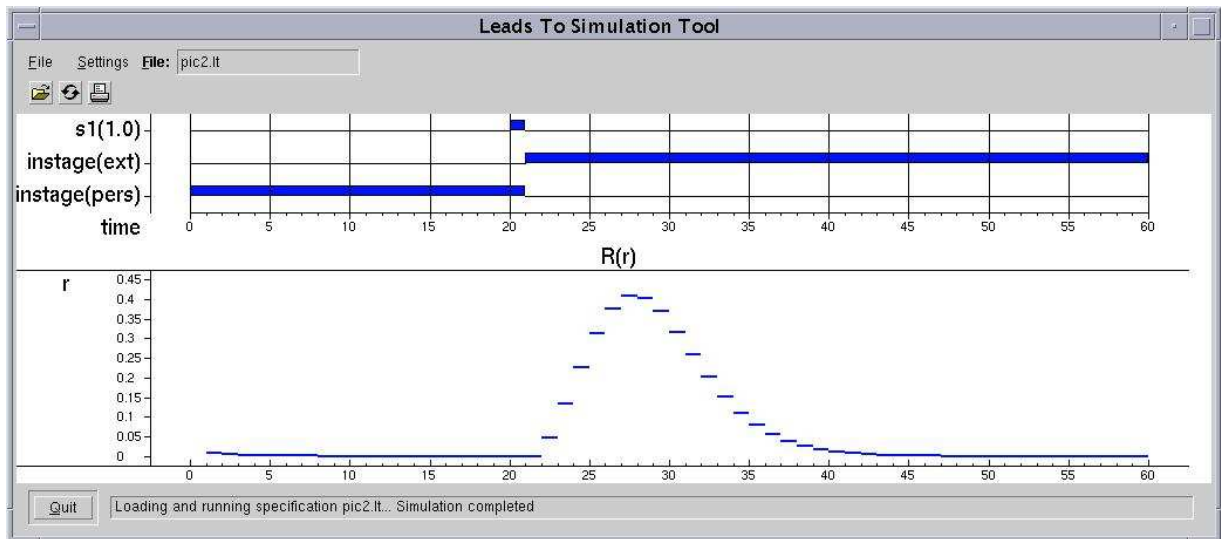 Leads To Simulation Tool
File Settings File: pic2.lt
s1(1.0)
instage(ext)
instage(pers)
time 0 5 10 15 20 25 30 35 40 45 50 55 60
R(r)
r
0.45
0.4
0.35
0.3
0.25
0.2
0.15
0.1
0.05
0
0 5 10 15 20 25 30 35 40 45 50 55 60
Quit Loading and running specification pic2.lt... Simulation completed